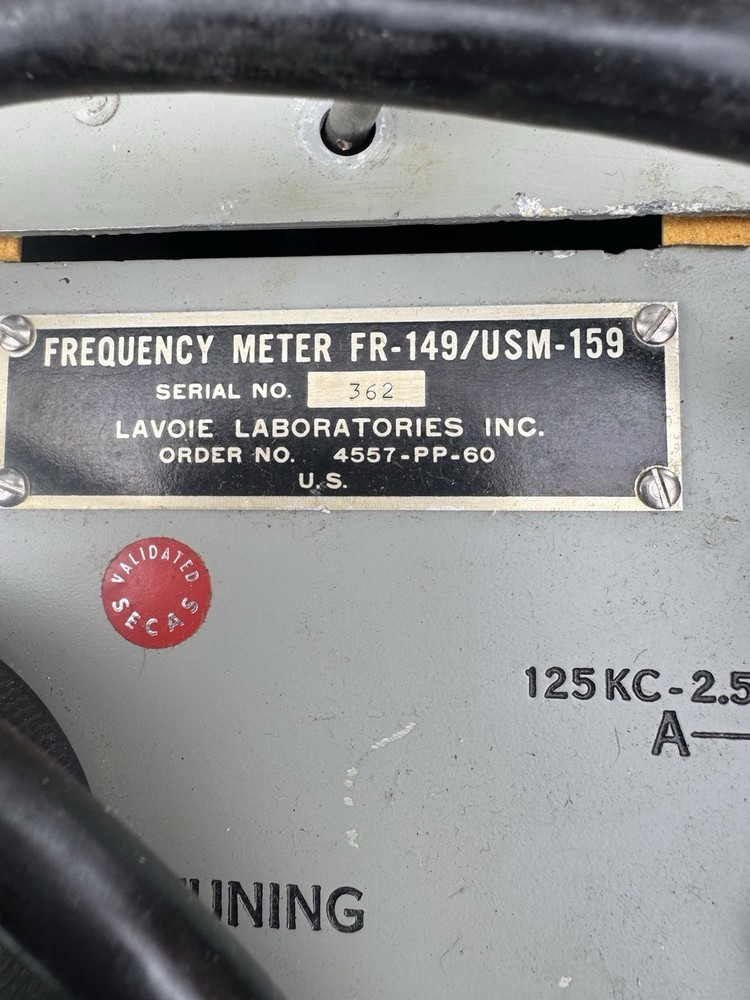 FREQUENCY METER FR-149/USM-159
SERIAL NO. 362
LAVOIE LABORATORIES INC.
ORDER NO. 4557-PP-60
U.S.
VALIDATED
SECAS
125KC-2.5
A
UNING